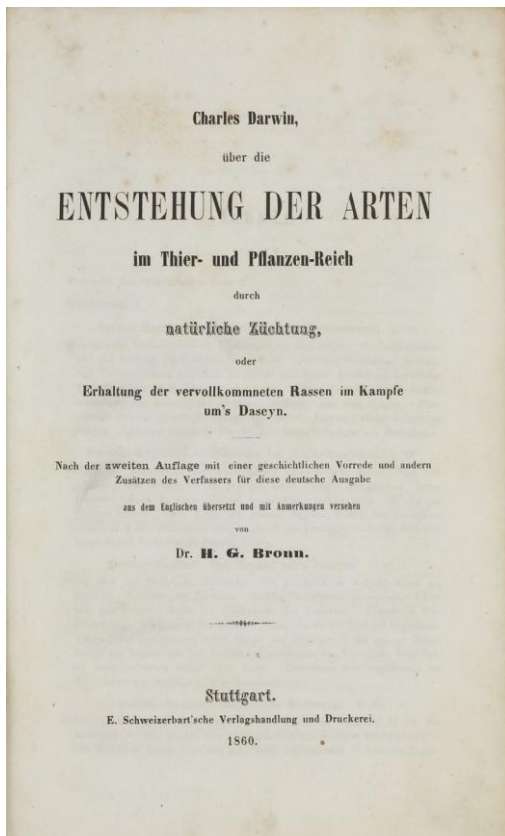 Charles Darwin,
über die
ENTSTEHUNG DER ARTEN
im Thier- und Pflanzen-Reich
durch
natürliche Züchtung,
oder
Erhaltung der vervollkommneten Rassen im Kampfe
um's Daseyn.
Nach der zweiten Auflage mit einer geschichtlichen Vorrede und andern
Zusätzen des Verfassers für diese deutsche Ausgabe
aus dem Englischen übersetzt und mit Anmerkungen versehen
von
Dr. H. G. Bronn.
Stuttgart.
E. Schweizerbart'sche Verlagshandlung und Druckerei.
1860.